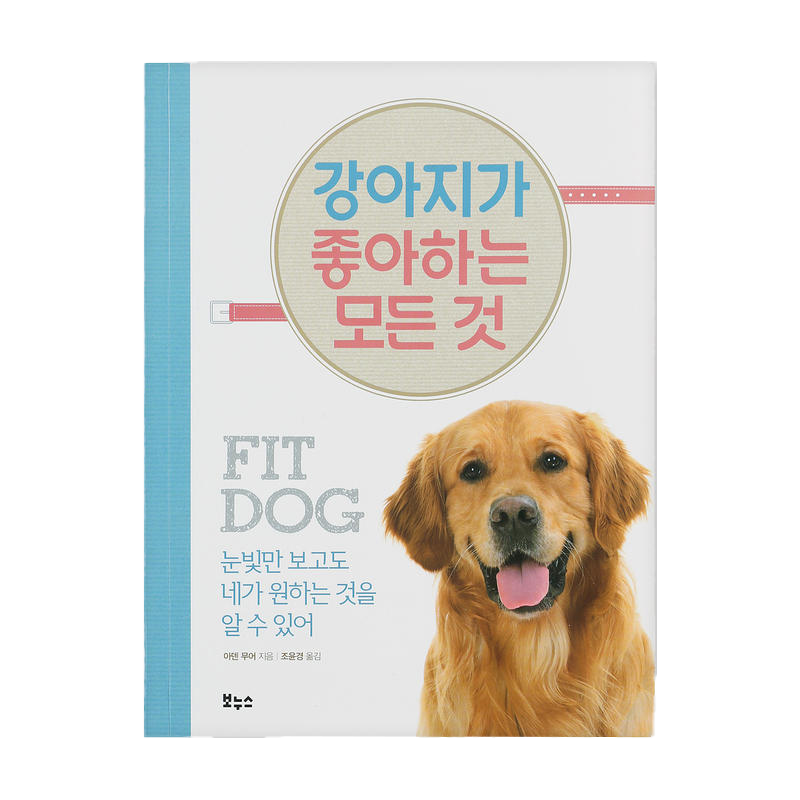 강아지가
좋아하는
모든 것
FIT
DOG
눈빛만 보고도
네가 원하는 것을
알 수 있어
아덴 무어 지음 | 조윤경 옮김
보누스